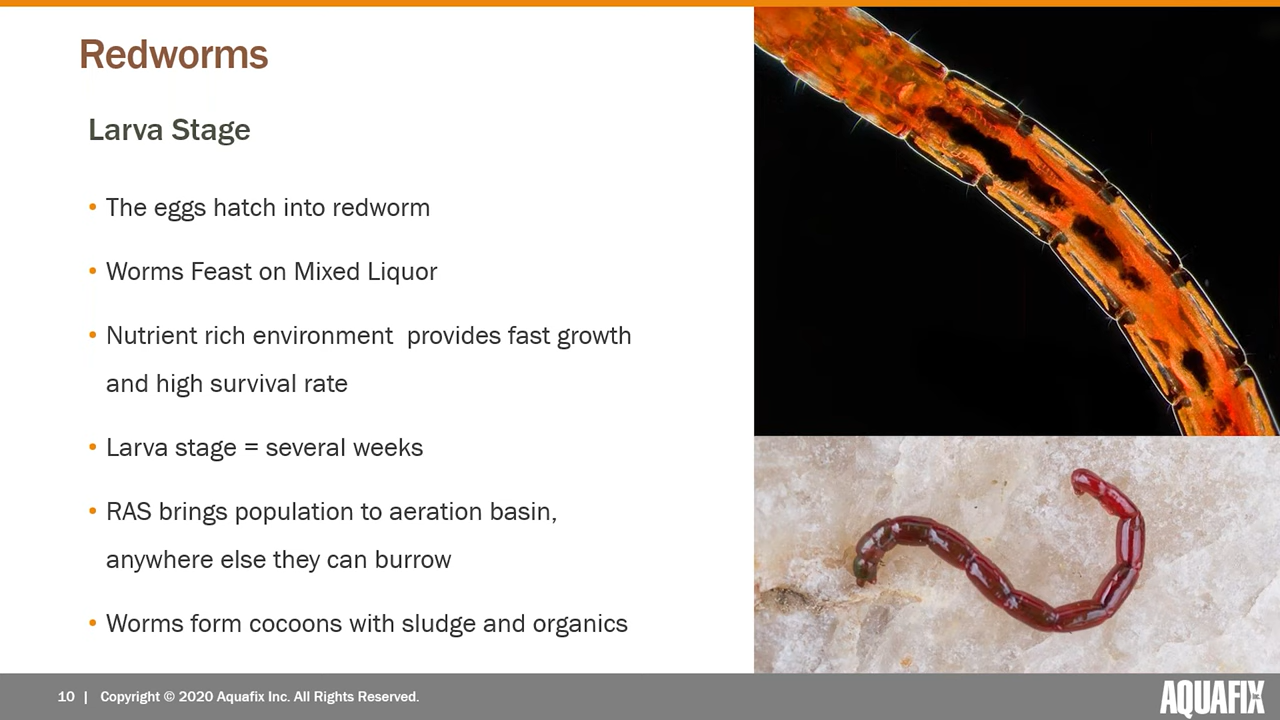 Redworms
Larva Stage
• The eggs hatch into redworm
• Worms Feast on Mixed Liquor
• Nutrient rich environment  provides fast growth
and high survival rate
• Larva stage = several weeks
• RAS brings population to aeration basin,
anywhere else they can burrow
• Worms form cocoons with sludge and organics
10 | Copyright © 2020 Aquafix Inc. All Rights Reserved.
AQUAFIX INC.